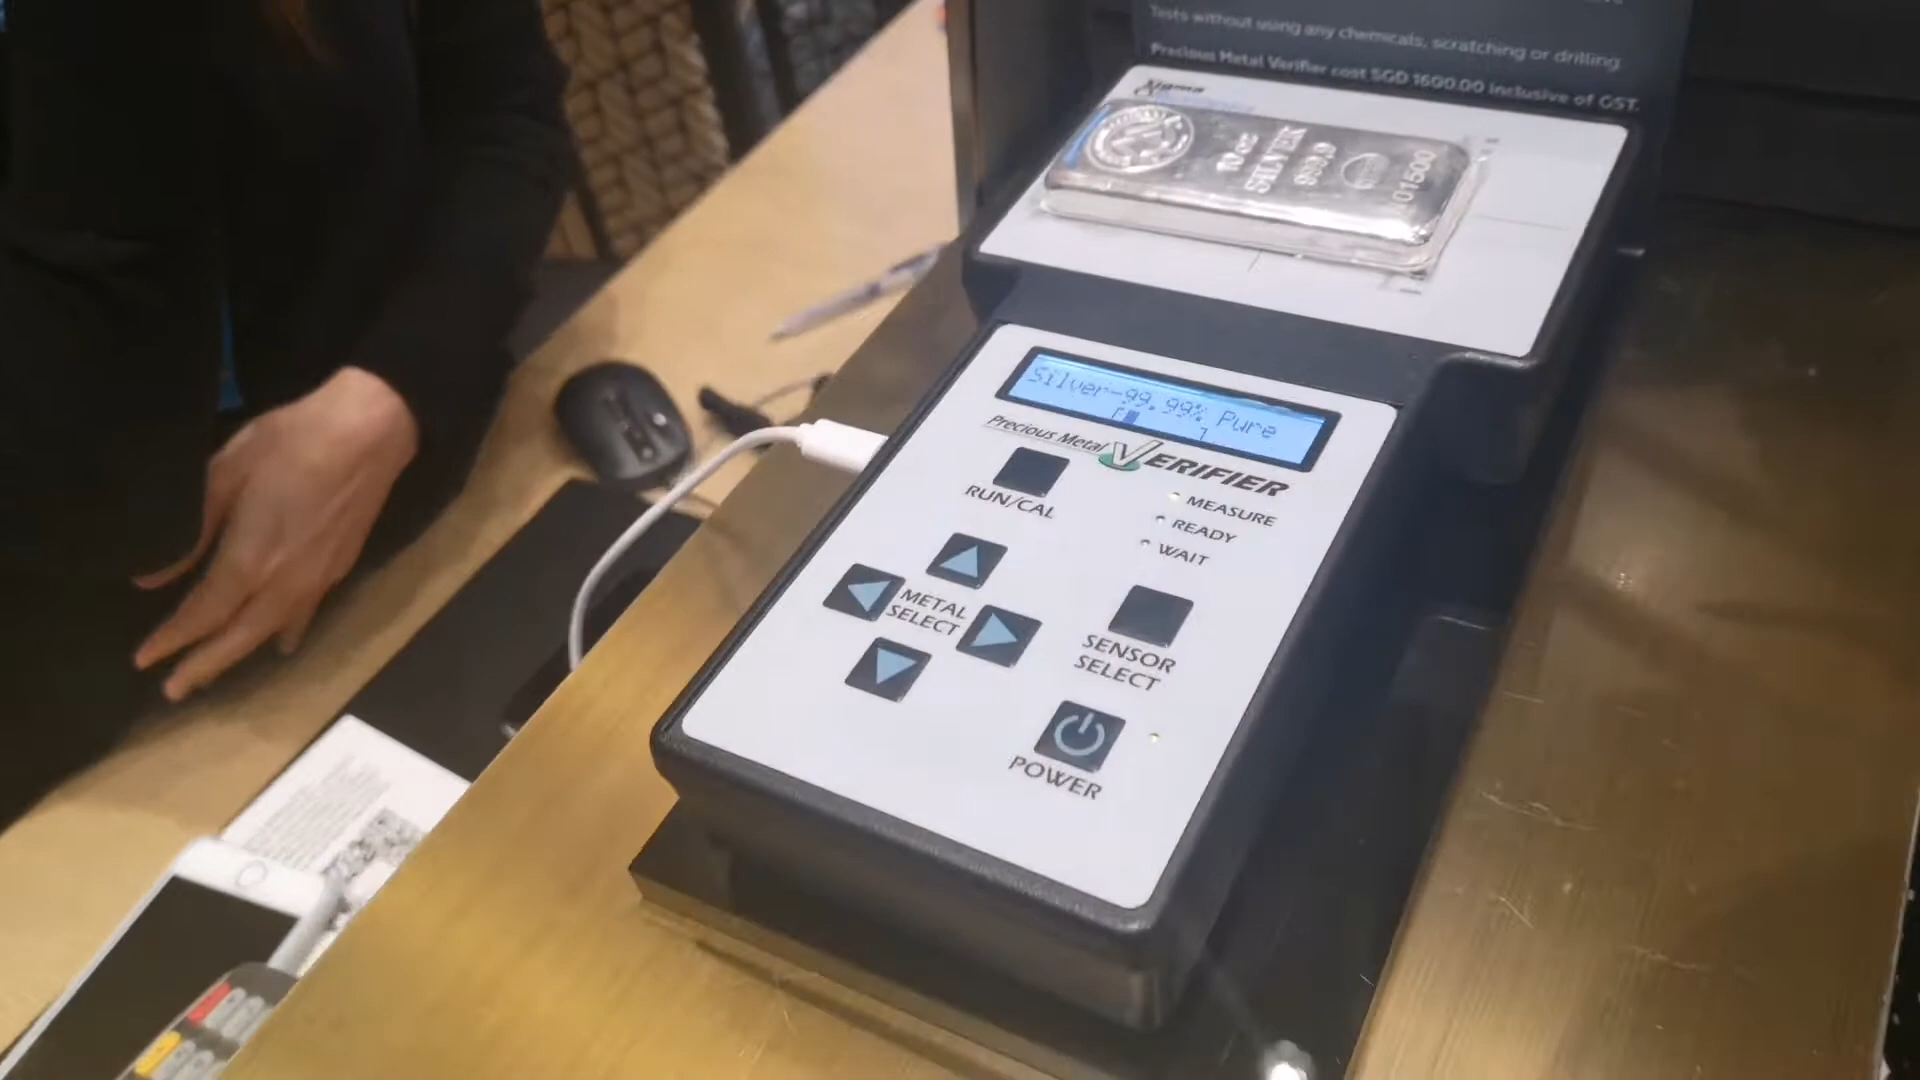 Tests without using any chemicals, scratching or drilling.
Precious Metal Verifier cost SGD 1600.00 inclusive of GST.
Sigma
10 oz
SILVER
999.9
01500
Silver-99.99% Pure
Precious Metal VERIFIER
RUN/CAL
MEASURE
READY
WAIT
METAL
SELECT
SENSOR
SELECT
POWER